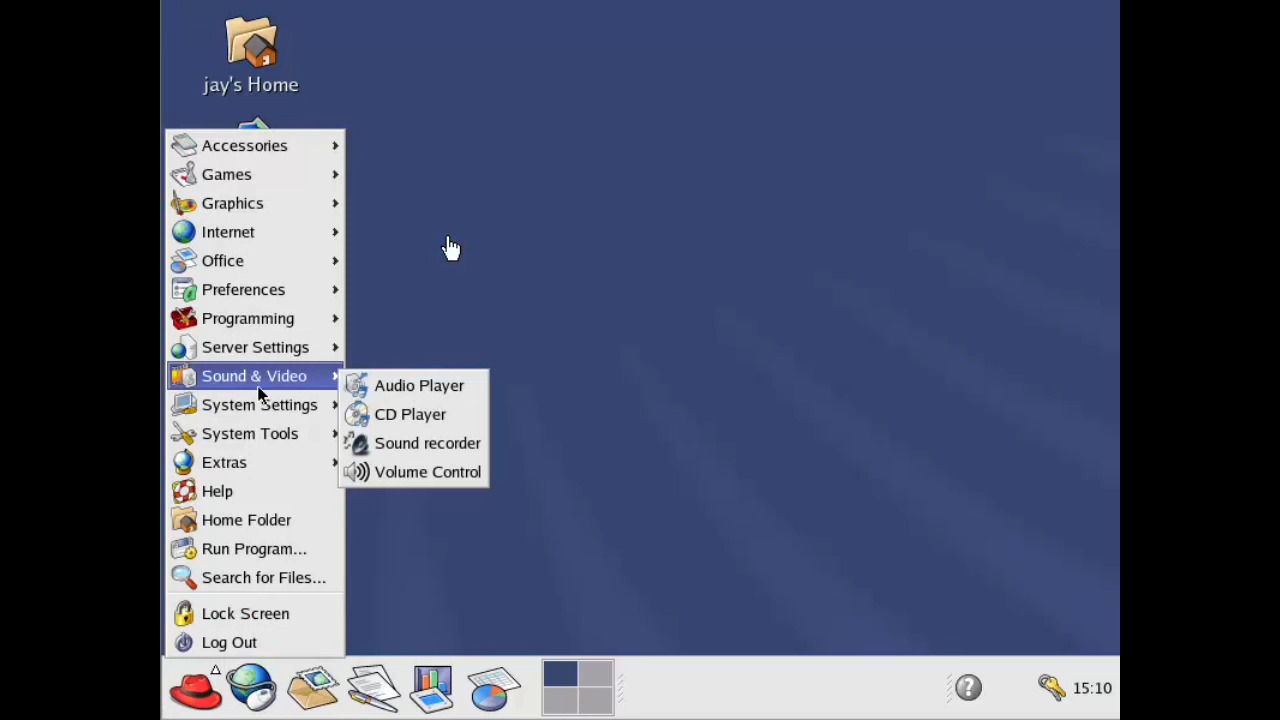 jay's Home
Accessories
Games
Graphics
Internet
Office
Preferences
Programming
Server Settings
Sound & Video
System Settings
System Tools
Extras
Help
Home Folder
Run Program...
Search for Files...
Lock Screen
Log Out
Audio Player
CD Player
Sound recorder
Volume Control
15:10